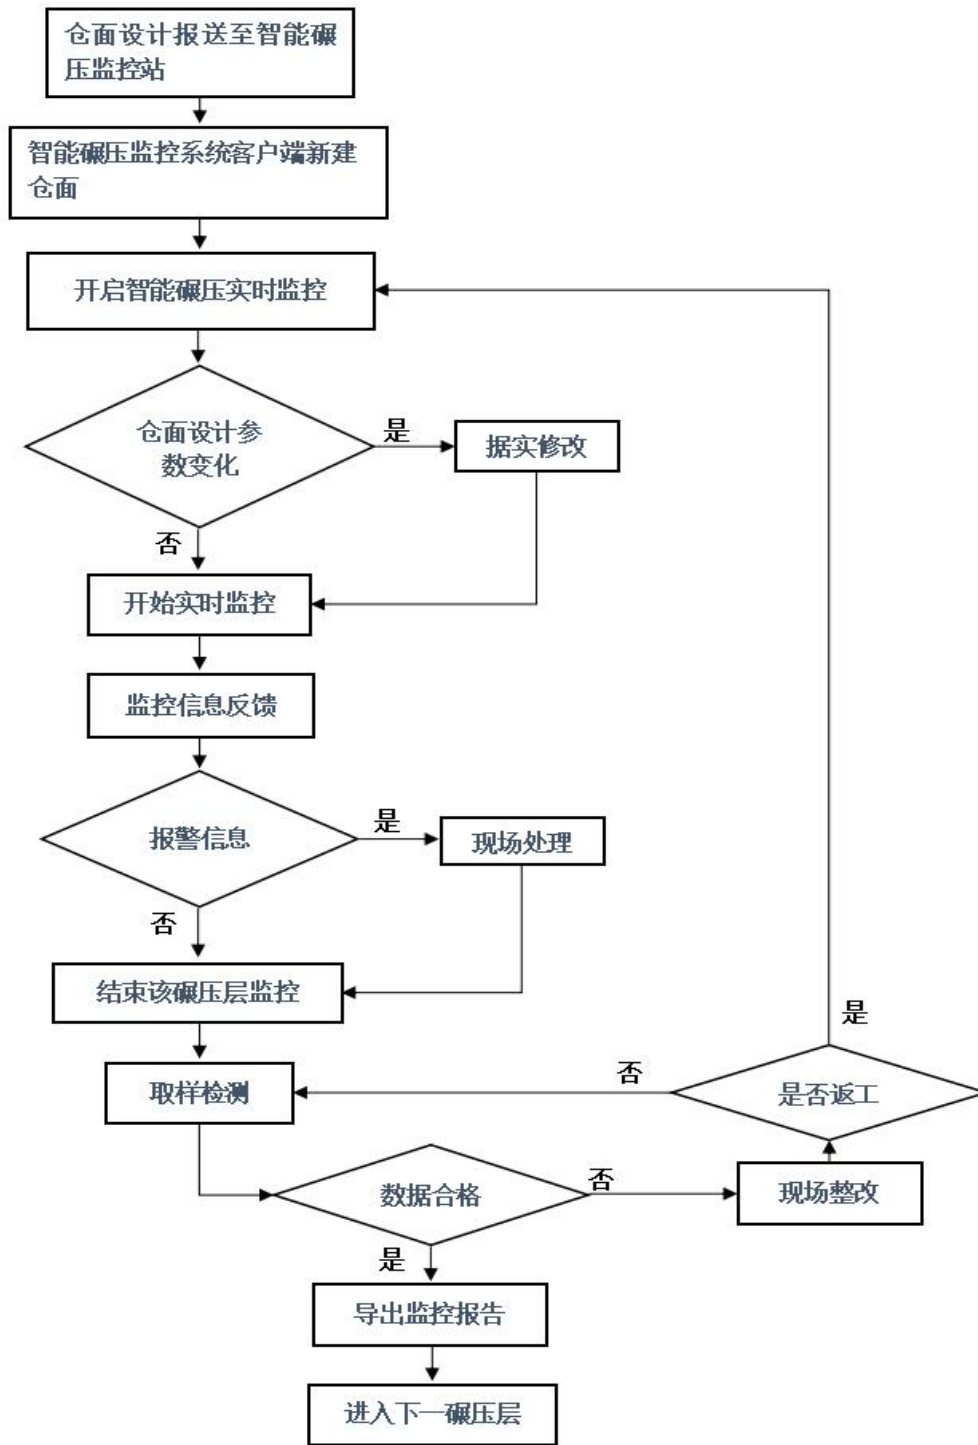 仓面设计报送至智能碾
压监控站
智能碾压监控系统客户端新建
仓面
开启智能碾压实时监控
仓面设计参
数变化
是
据实修改
否
开始实时监控
监控信息反馈
报警信息
是
现场处理
否
结束该碾压层监控
是
取样检测
否
是否返工
数据合格
否
现场整改
是
导出监控报告
进入下一碾压层